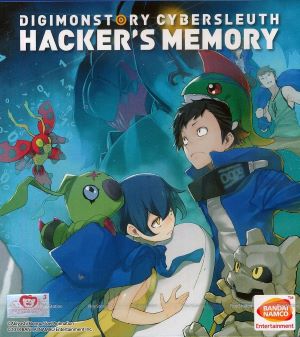 DIGIMONSTORY CYBERSLEUTH
HACKER'S MEMORY
BANDAI
NAMCO
Entertainment